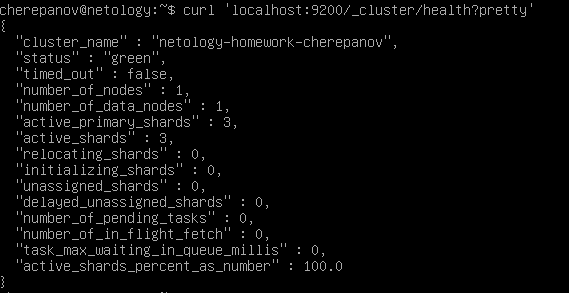 cherepanov@netology:~$ curl 'localhost:9200/_cluster/health?pretty'
{
  "cluster_name" : "netology-homework-cherepanov",
  "status" : "green",
  "timed_out" : false,
  "number_of_nodes" : 1,
  "number_of_data_nodes" : 1,
  "active_primary_shards" : 3,
  "active_shards" : 3,
  "relocating_shards" : 0,
  "initializing_shards" : 0,
  "unassigned_shards" : 0,
  "delayed_unassigned_shards" : 0,
  "number_of_pending_tasks" : 0,
  "number_of_in_flight_fetch" : 0,
  "task_max_waiting_in_queue_millis" : 0,
  "active_shards_percent_as_number" : 100.0
}